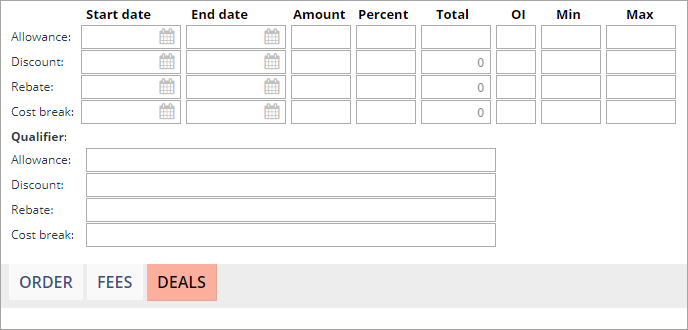 Start date End date Amount Percent Total OI Min Max
Allowance:
Discount: 0
Rebate: 0
Cost break: 0
Qualifier:
Allowance:
Discount:
Rebate:
Cost break:
ORDER FEES DEALS